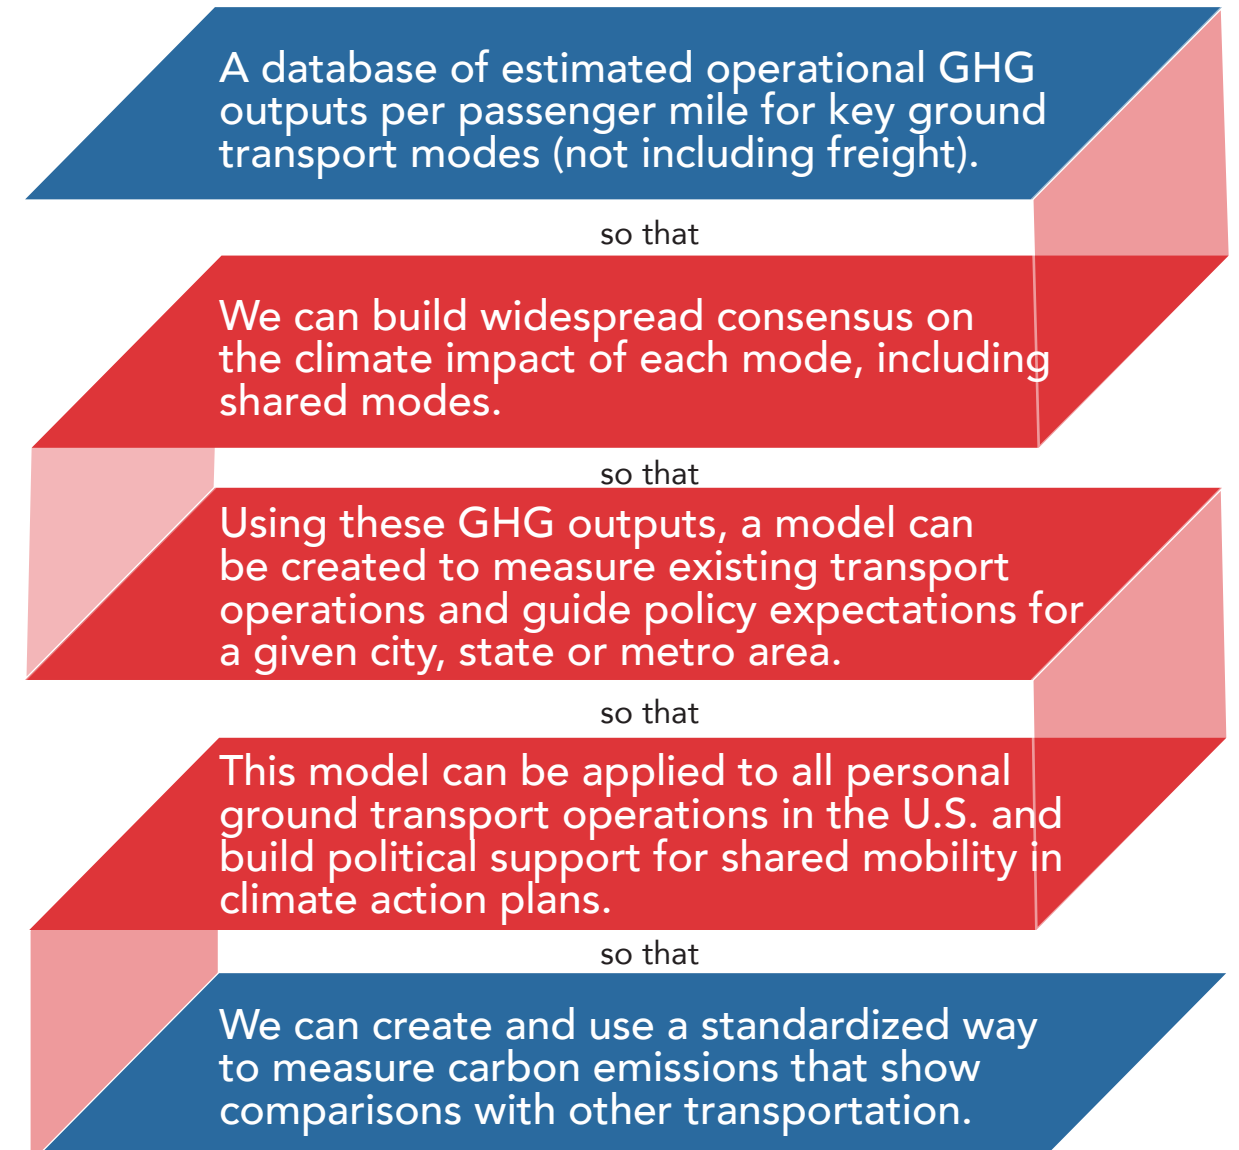 A database of estimated operational GHG
outputs per passenger mile for key ground
transport modes (not including freight).
so that
We can build widespread consensus on
the climate impact of each mode, including
shared modes.
so that
Using these GHG outputs, a model can
be created to measure existing transport
operations and guide policy expectations for
a given city, state or metro area.
so that
This model can be applied to all personal
ground transport operations in the U.S. and
build political support for shared mobility in
climate action plans.
so that
We can create and use a standardized way
to measure carbon emissions that show
comparisons with other transportation.